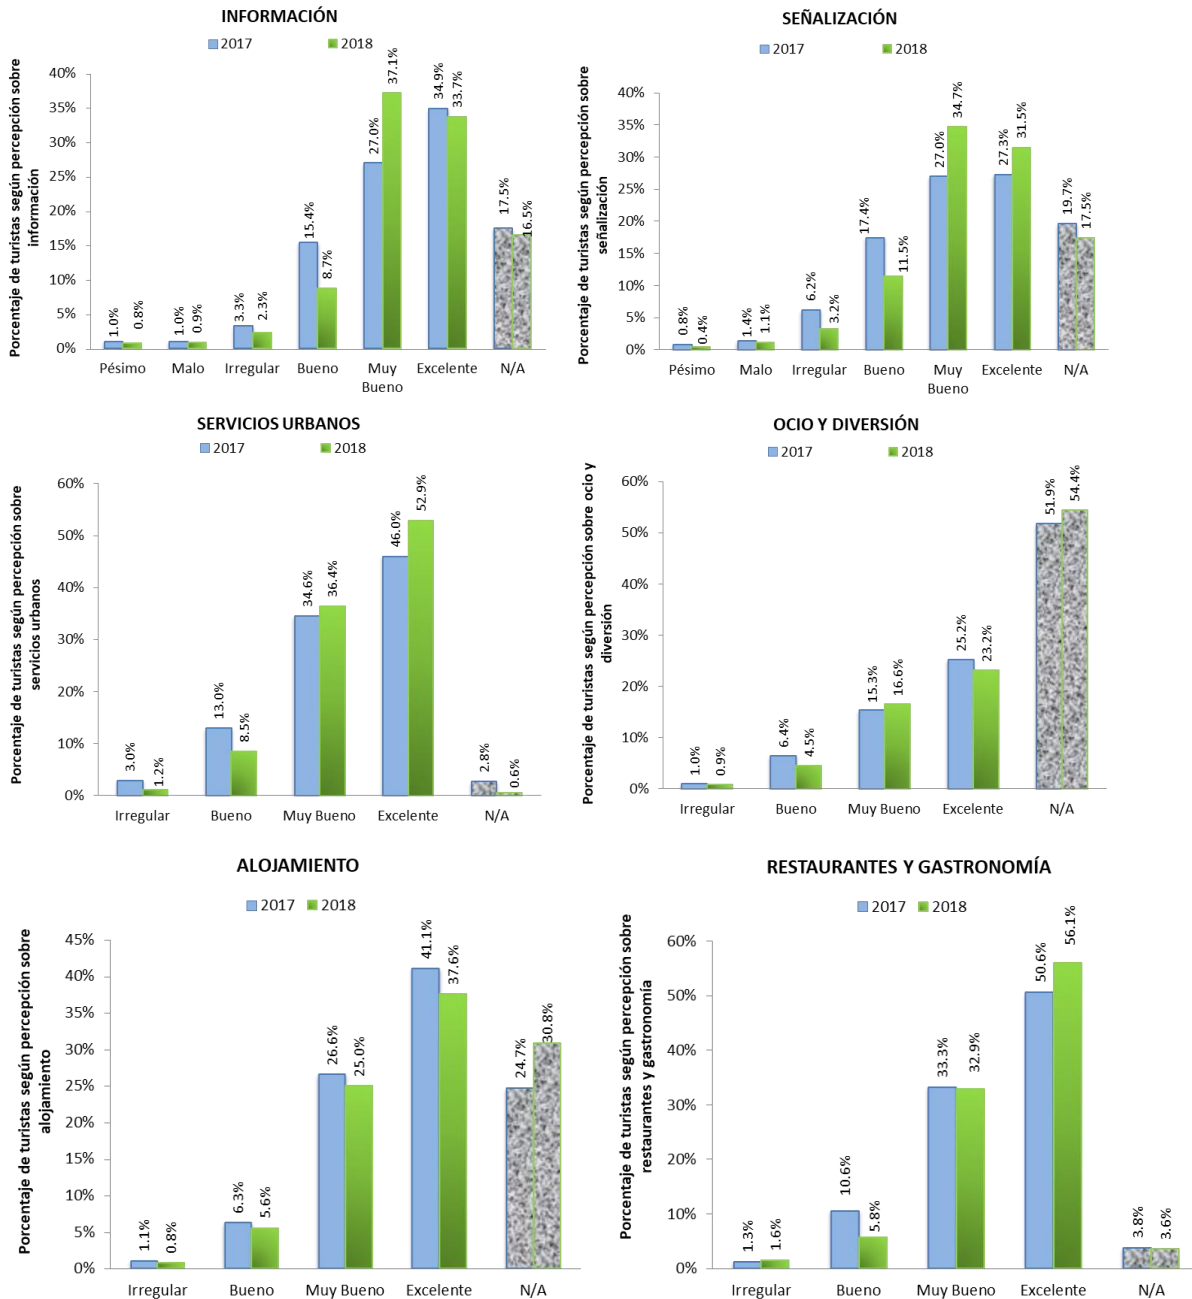 INFORMACIÓN
2017 2018
Porcentaje de turistas según percepción sobre
información
40%
35%
30%
25%
20%
15%
10%
5%
0%
1.0% 0.8% 1.0% 0.9% 3.3% 2.3% 15.4% 8.7% 27.0% 37.1% 34.9% 33.7% 17.5% 16.5%
Pésimo Malo Irregular Bueno Muy Bueno Excelente N/A
SEÑALIZACIÓN
2017 2018
Porcentaje de turistas según percepción sobre
señalización
40%
35%
30%
25%
20%
15%
10%
5%
0%
0.8% 0.4% 1.4% 1.1% 6.2% 3.2% 17.4% 11.5% 27.0% 34.7% 27.3% 31.5% 19.7% 17.5%
Pésimo Malo Irregular Bueno Muy Bueno Excelente N/A
SERVICIOS URBANOS
2017 2018
Porcentaje de turistas según percepción sobre
servicios urbanos
60%
50%
40%
30%
20%
10%
0%
3.0% 1.2% 13.0% 8.5% 34.6% 36.4% 46.0% 52.9% 2.8% 0.6%
Irregular Bueno Muy Bueno Excelente N/A
OCIO Y DIVERSIÓN
2017 2018
Porcentaje de turistas según percepción sobre ocio y
diversión
60%
50%
40%
30%
20%
10%
0%
1.0% 0.9% 6.4% 4.5% 15.3% 16.6% 25.2% 23.2% 51.9% 54.4%
Irregular Bueno Muy Bueno Excelente N/A
ALOJAMIENTO
2017 2018
Porcentaje de turistas según percepción sobre
alojamiento
45%
40%
35%
30%
25%
20%
15%
10%
5%
0%
1.1% 0.8% 6.3% 5.6% 26.6% 25.0% 41.1% 37.6% 24.7% 30.8%
Irregular Bueno Muy Bueno Excelente N/A
RESTAURANTES Y GASTRONOMÍA
2017 2018
Porcentaje de turistas según percepción sobre
restaurantes y gastronomía
60%
50%
40%
30%
20%
10%
0%
1.3% 1.6% 10.6% 5.8% 33.3% 32.9% 50.6% 56.1% 3.8% 3.6%
Irregular Bueno Muy Bueno Excelente N/A